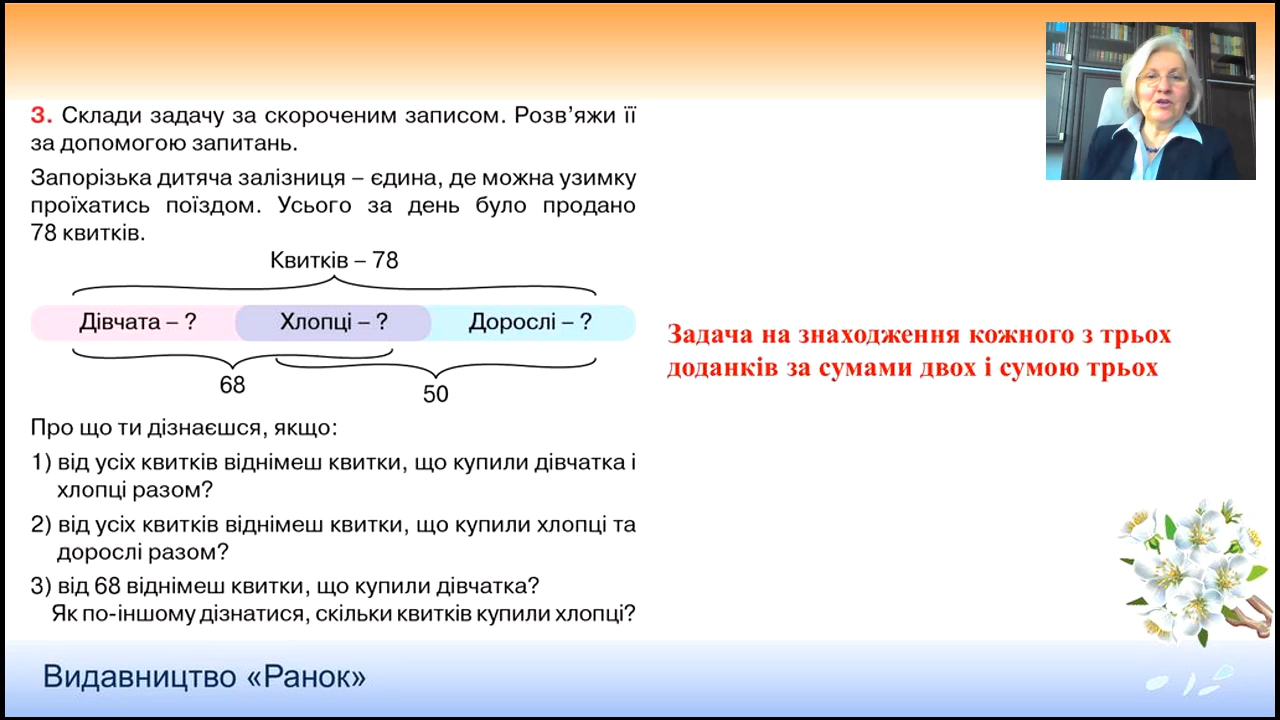 3. Склади задачу за скороченим записом. Розв’яжи її
за допомогою запитань.
Запорізька дитяча залізниця – єдина, де можна узимку
проїхатись поїздом. Усього за день було продано
78 квитків.
Квитків – 78
Дівчата – ? Хлопці – ? Дорослі – ?
68
50
Задача на знаходження кожного з трьох
доданків за сумами двох і сумою трьох
Про що ти дізнаєшся, якщо:
1) від усіх квитків віднімеш квитки, що купили дівчатка і
хлопці разом?
2) від усіх квитків віднімеш квитки, що купили хлопці та
дорослі разом?
3) від 68 віднімеш квитки, що купили дівчатка?
Як по-іншому дізнатися, скільки квитків купили хлопці?
Видавництво «Ранок»